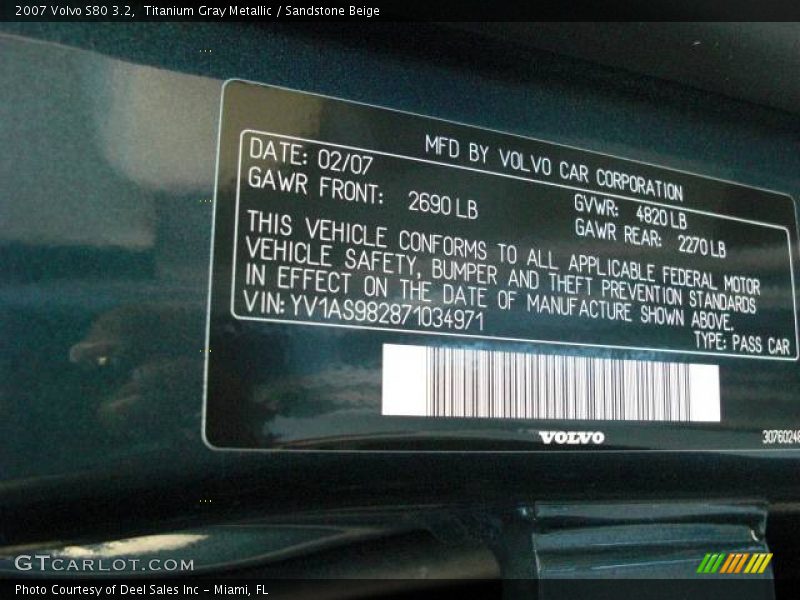 2007 Volvo S80 3.2, Titanium Gray Metallic / Sandstone Beige
MFD BY VOLVO CAR CORPORATION
DATE: 02/07
GVWR: 4820 LB
GAWR FRONT: 2690 LB
GAWR REAR: 2270 LB
THIS VEHICLE CONFORMS TO ALL APPLICABLE FEDERAL MOTOR
VEHICLE SAFETY, BUMPER AND THEFT PREVENTION STANDARDS
IN EFFECT ON THE DATE OF MANUFACTURE SHOWN ABOVE.
VIN: YV1AS982871034971
TYPE: PASS CAR
VOLVO
GTCARLOT.COM
Photo Courtesy of Deel Sales Inc - Miami, FL